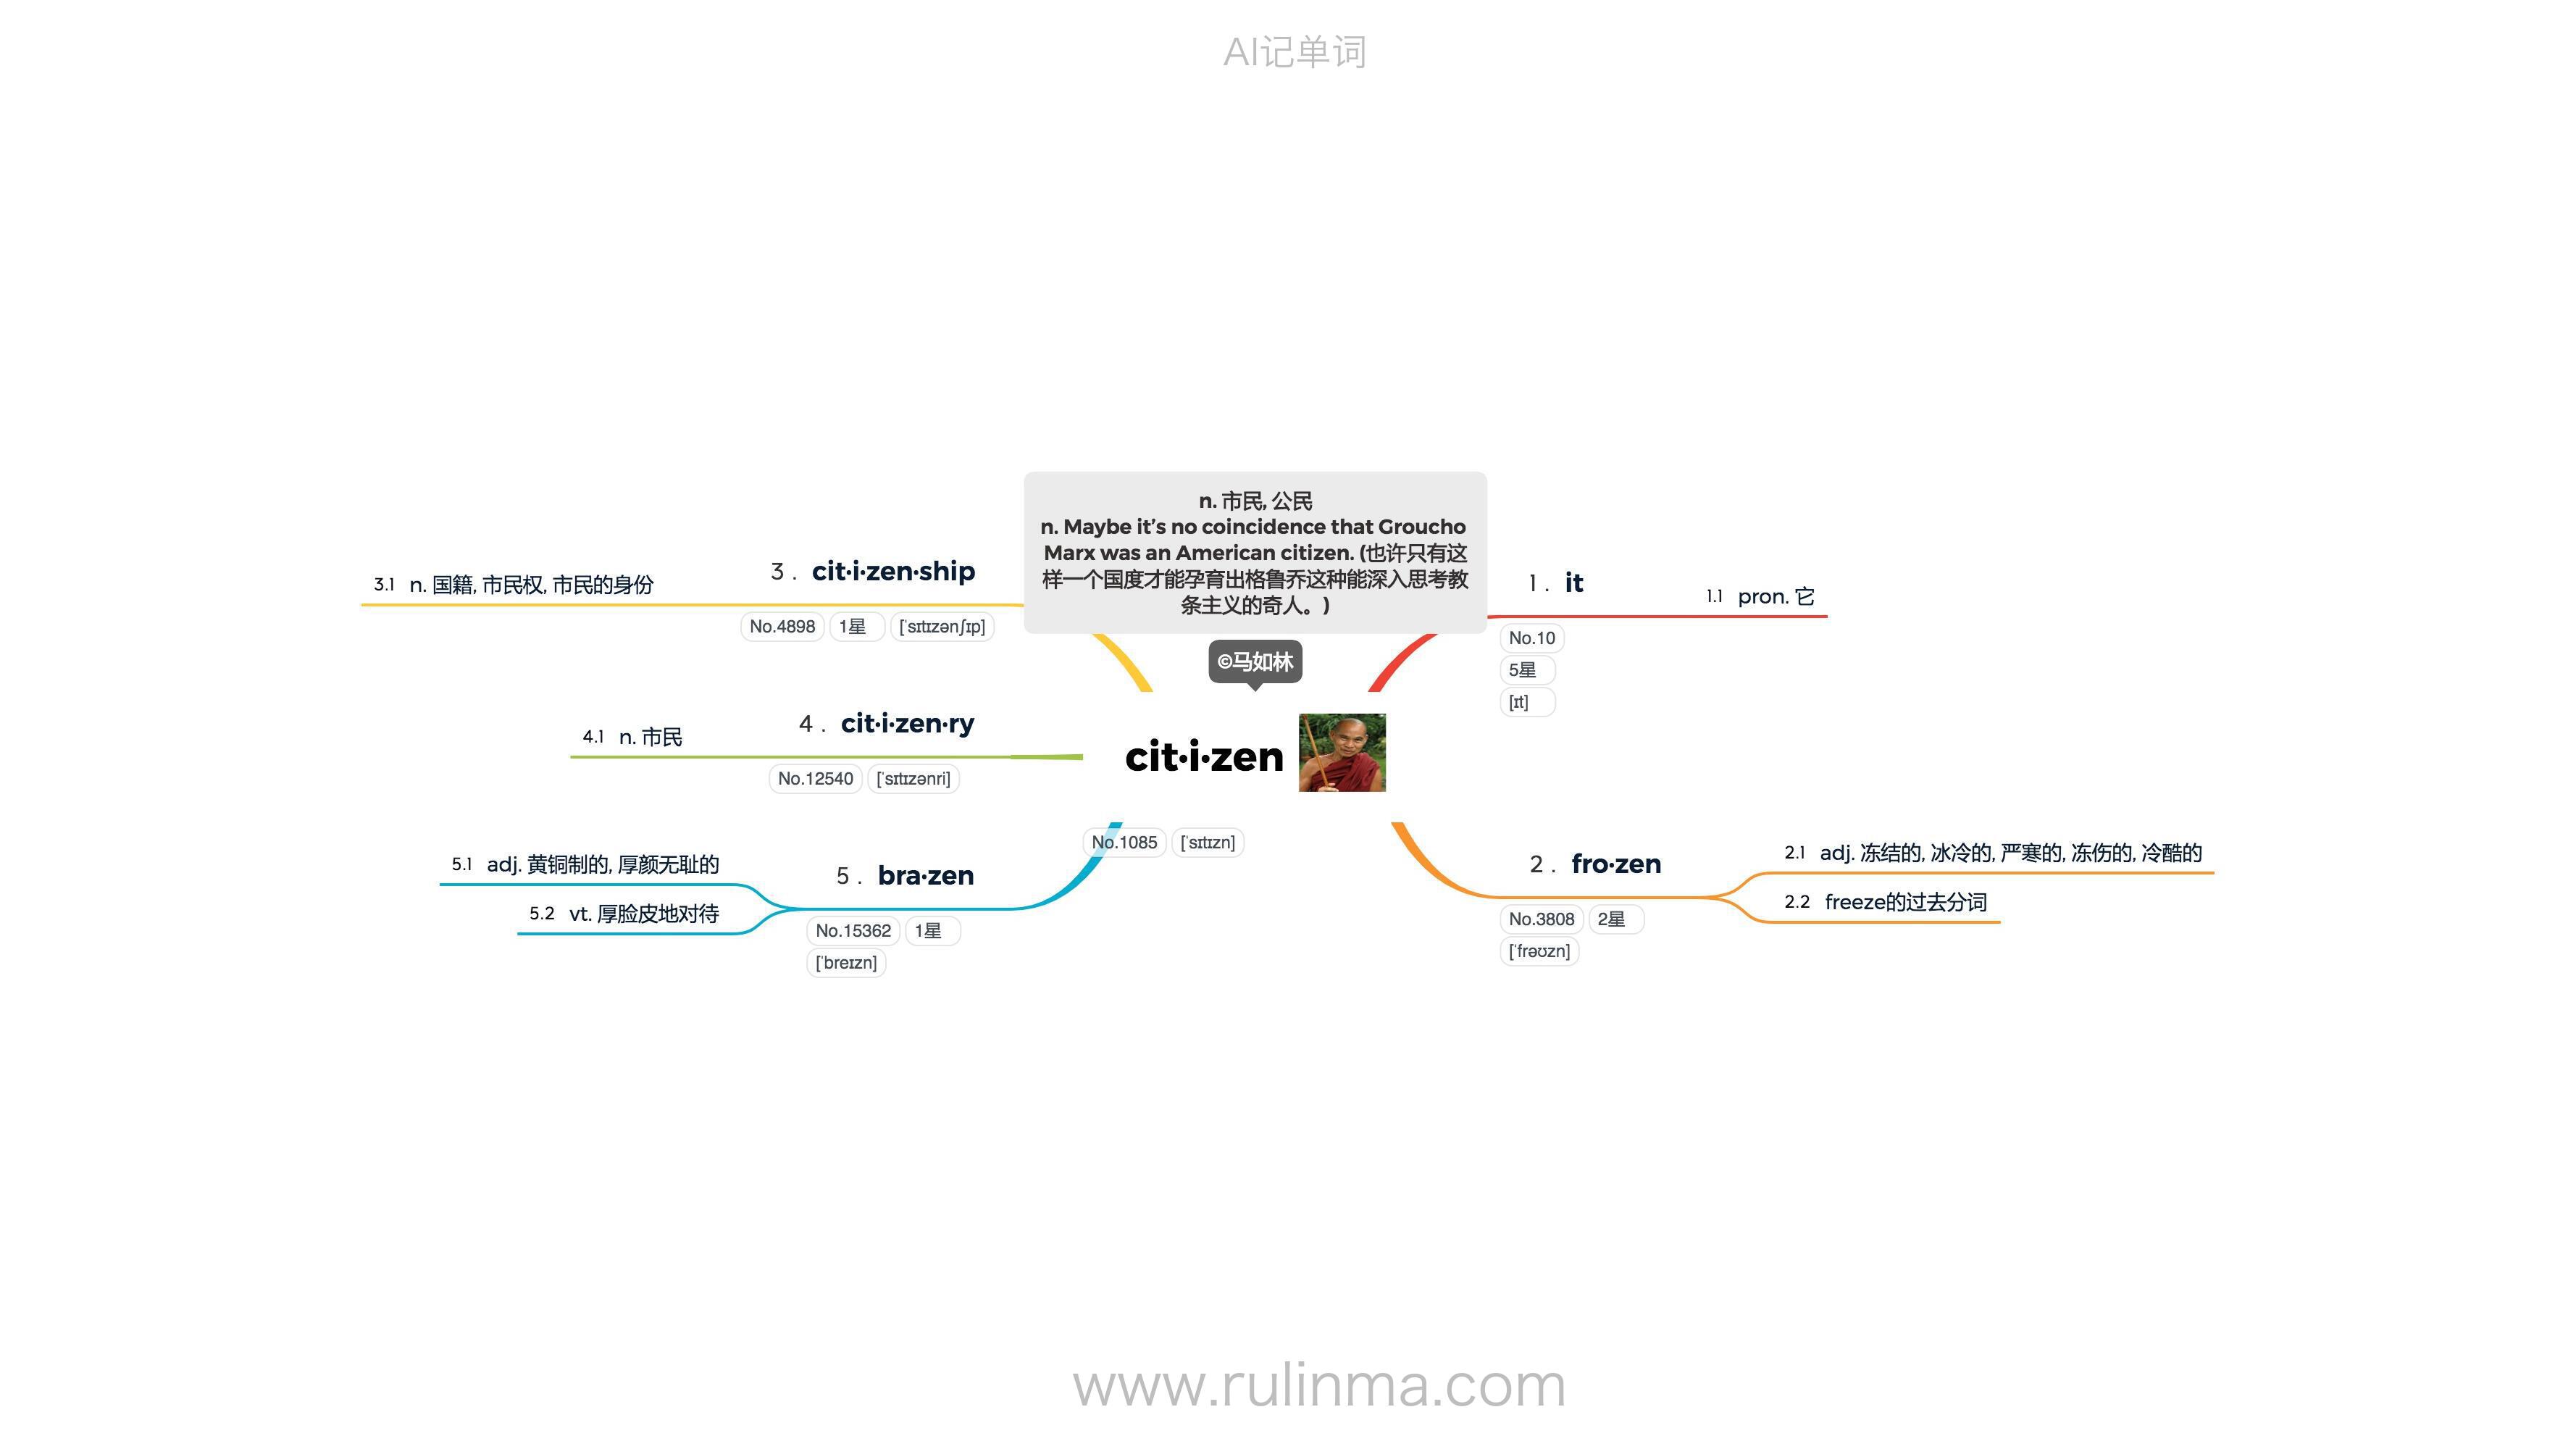 AI记单词
n. 市民, 公民
n. Maybe it’s no coincidence that Groucho
Marx was an American citizen. (也许只有这
样一个国度才能孕育出格鲁乔这种能深入思考教
条主义的奇人。)
©马如林
cit·i·zen
No.1085 [ˈsɪtɪzn]
1 . it
No.10
5星
[ɪt]
1.1 pron. 它
2 . fro·zen
No.3808 2星
[ˈfrəʊzn]
2.1 adj. 冻结的, 冰冷的, 严寒的, 冻伤的, 冷酷的
2.2 freeze的过去分词
3 . cit·i·zen·ship
No.4898 1星 [ˈsɪtɪzənʃɪp]
3.1 n. 国籍, 市民权, 市民的身份
4 . cit·i·zen·ry
No.12540 [ˈsɪtɪzənri]
4.1 n. 市民
5 . bra·zen
No.15362 1星
[ˈbreɪzn]
5.1 adj. 黄铜制的, 厚颜无耻的
5.2 vt. 厚脸皮地对待
www.rulinma.com